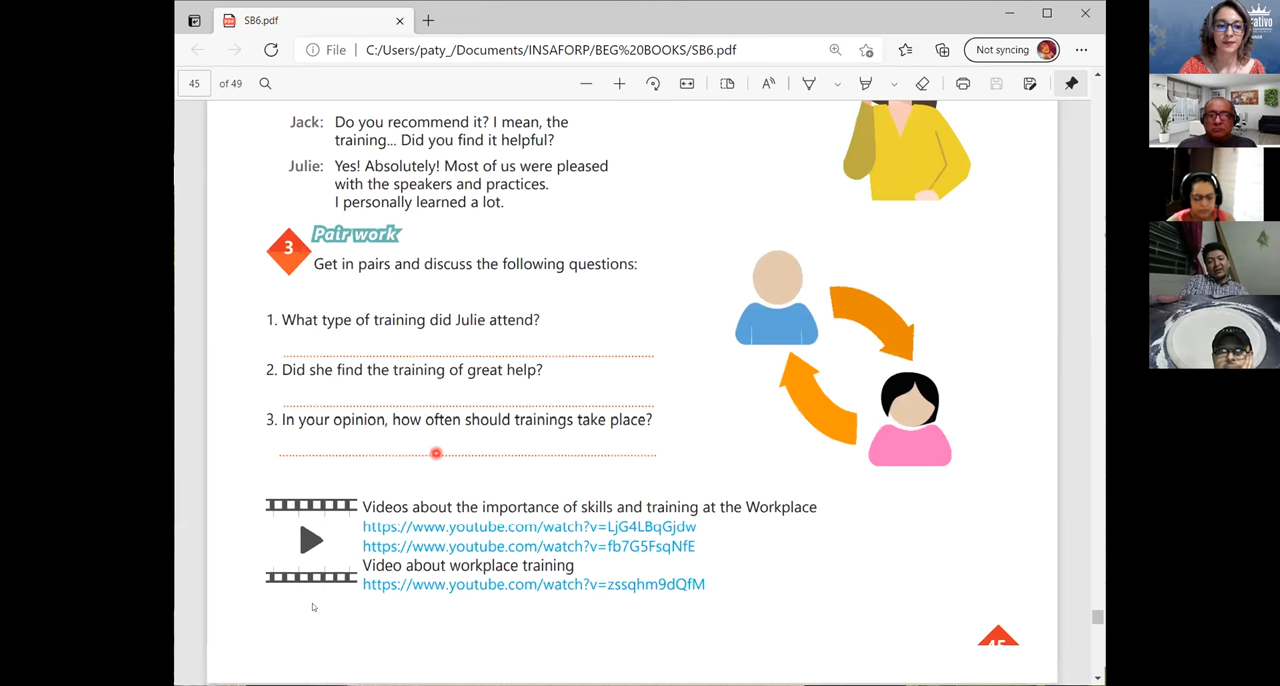 SB6.pdf
File
C:/Users/paty_/Documents/INSAFORP/BEG%20BOOKS/SB6.pdf
Not syncing
45 of 49
Jack: Do you recommend it? I mean, the
training... Did you find it helpful?
Julie: Yes! Absolutely! Most of us were pleased
with the speakers and practices.
I personally learned a lot.
3 Pair work
Get in pairs and discuss the following questions:
1. What type of training did Julie attend?
2. Did she find the training of great help?
3. In your opinion, how often should trainings take place?
Videos about the importance of skills and training at the Workplace
https://www.youtube.com/watch?v=LjG4LBqGjdw
https://www.youtube.com/watch?v=fb7G5FsqNfE
Video about workplace training
https://www.youtube.com/watch?v=zssqhm9dQfM
45